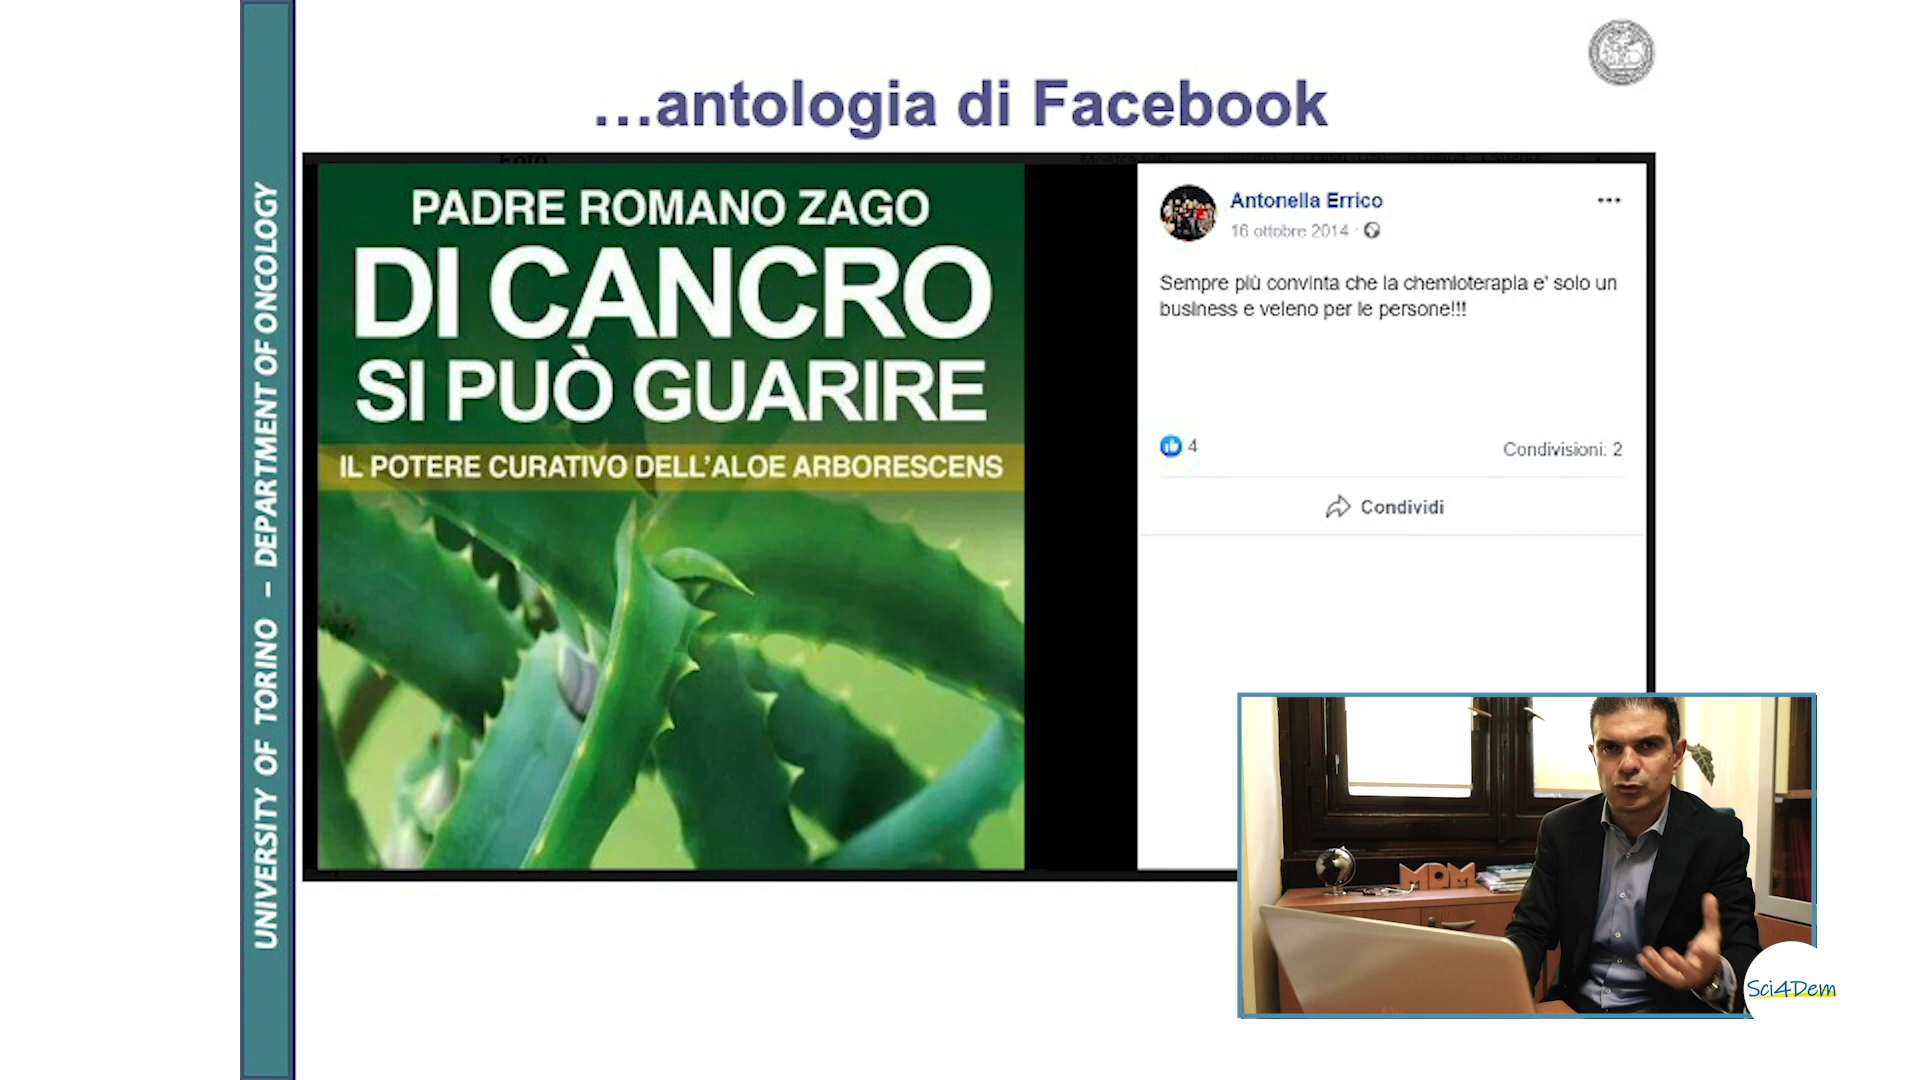 …antologia di Facebook
UNIVERSITY OF TORINO – DEPARTMENT OF ONCOLOGY
PADRE ROMANO ZAGO
DI CANCRO
SI PUÒ GUARIRE
IL POTERE CURATIVO DELL'ALOE ARBORESCENS
Antonella Errico
16 ottobre 2014
Sempre più convinta che la chemioterapia e' solo un
business e veleno per le persone!!!
4
Condivisioni: 2
Condividi
MOM
Sci4Dem